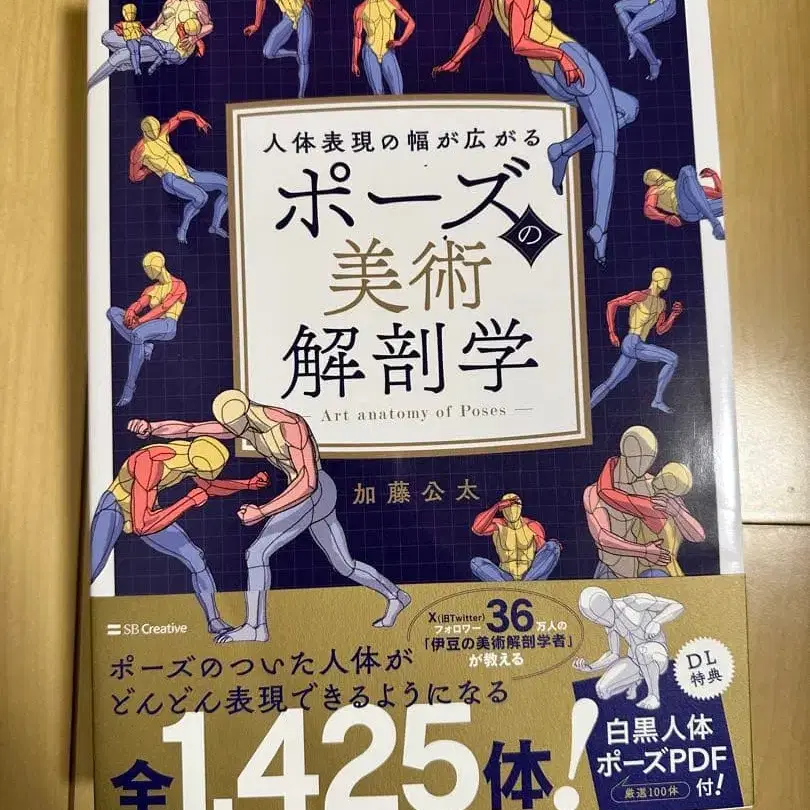 人体表現の幅が広がる
ポーズの
美術
解剖学
Art anatomy of Poses
加藤公太
SB Creative
X(旧Twitter)
フォロワー36万人の
「伊豆の美術解剖学者」
が教える
ポーズのついた人体が
どんどん表現できるようになる
全1,425体!
DL
特典
白黒人体
ポーズPDF
厳選100体
付!